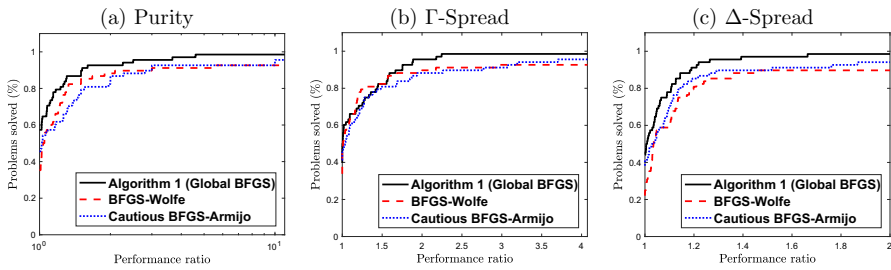 (a) Purity
Problems solved (%)
1
0.8
0.6
0.4
0.2
0
10^0
10^1
Performance ratio
Algorithm 1 (Global BFGS)
BFGS-Wolfe
Cautious BFGS-Armijo
(b) Γ-Spread
Problems solved (%)
1
0.8
0.6
0.4
0.2
0
1
1.5
2
2.5
3
3.5
4
Performance ratio
Algorithm 1 (Global BFGS)
BFGS-Wolfe
Cautious BFGS-Armijo
(c) Δ-Spread
Problems solved (%)
1
0.8
0.6
0.4
0.2
0
1
1.2
1.4
1.6
1.8
2
Performance ratio
Algorithm 1 (Global BFGS)
BFGS-Wolfe
Cautious BFGS-Armijo